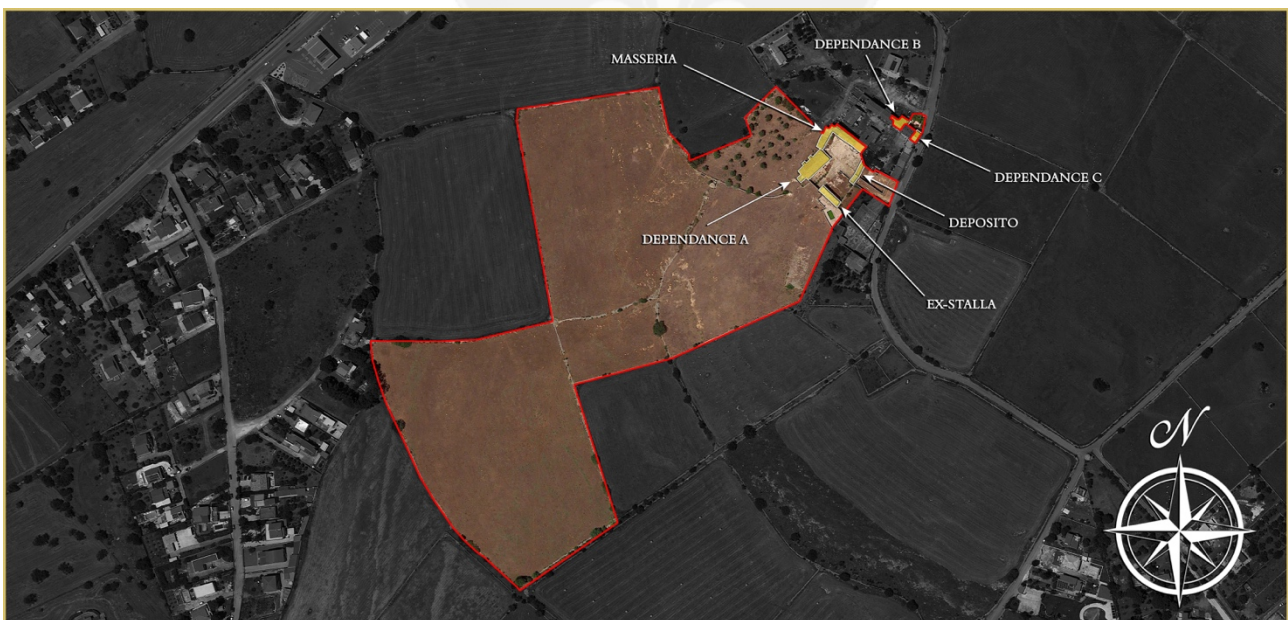 DEPENDANCE B
MASSERIA
DEPENDANCE C
DEPOSITO
DEPENDANCE A
EX-STALLA
N